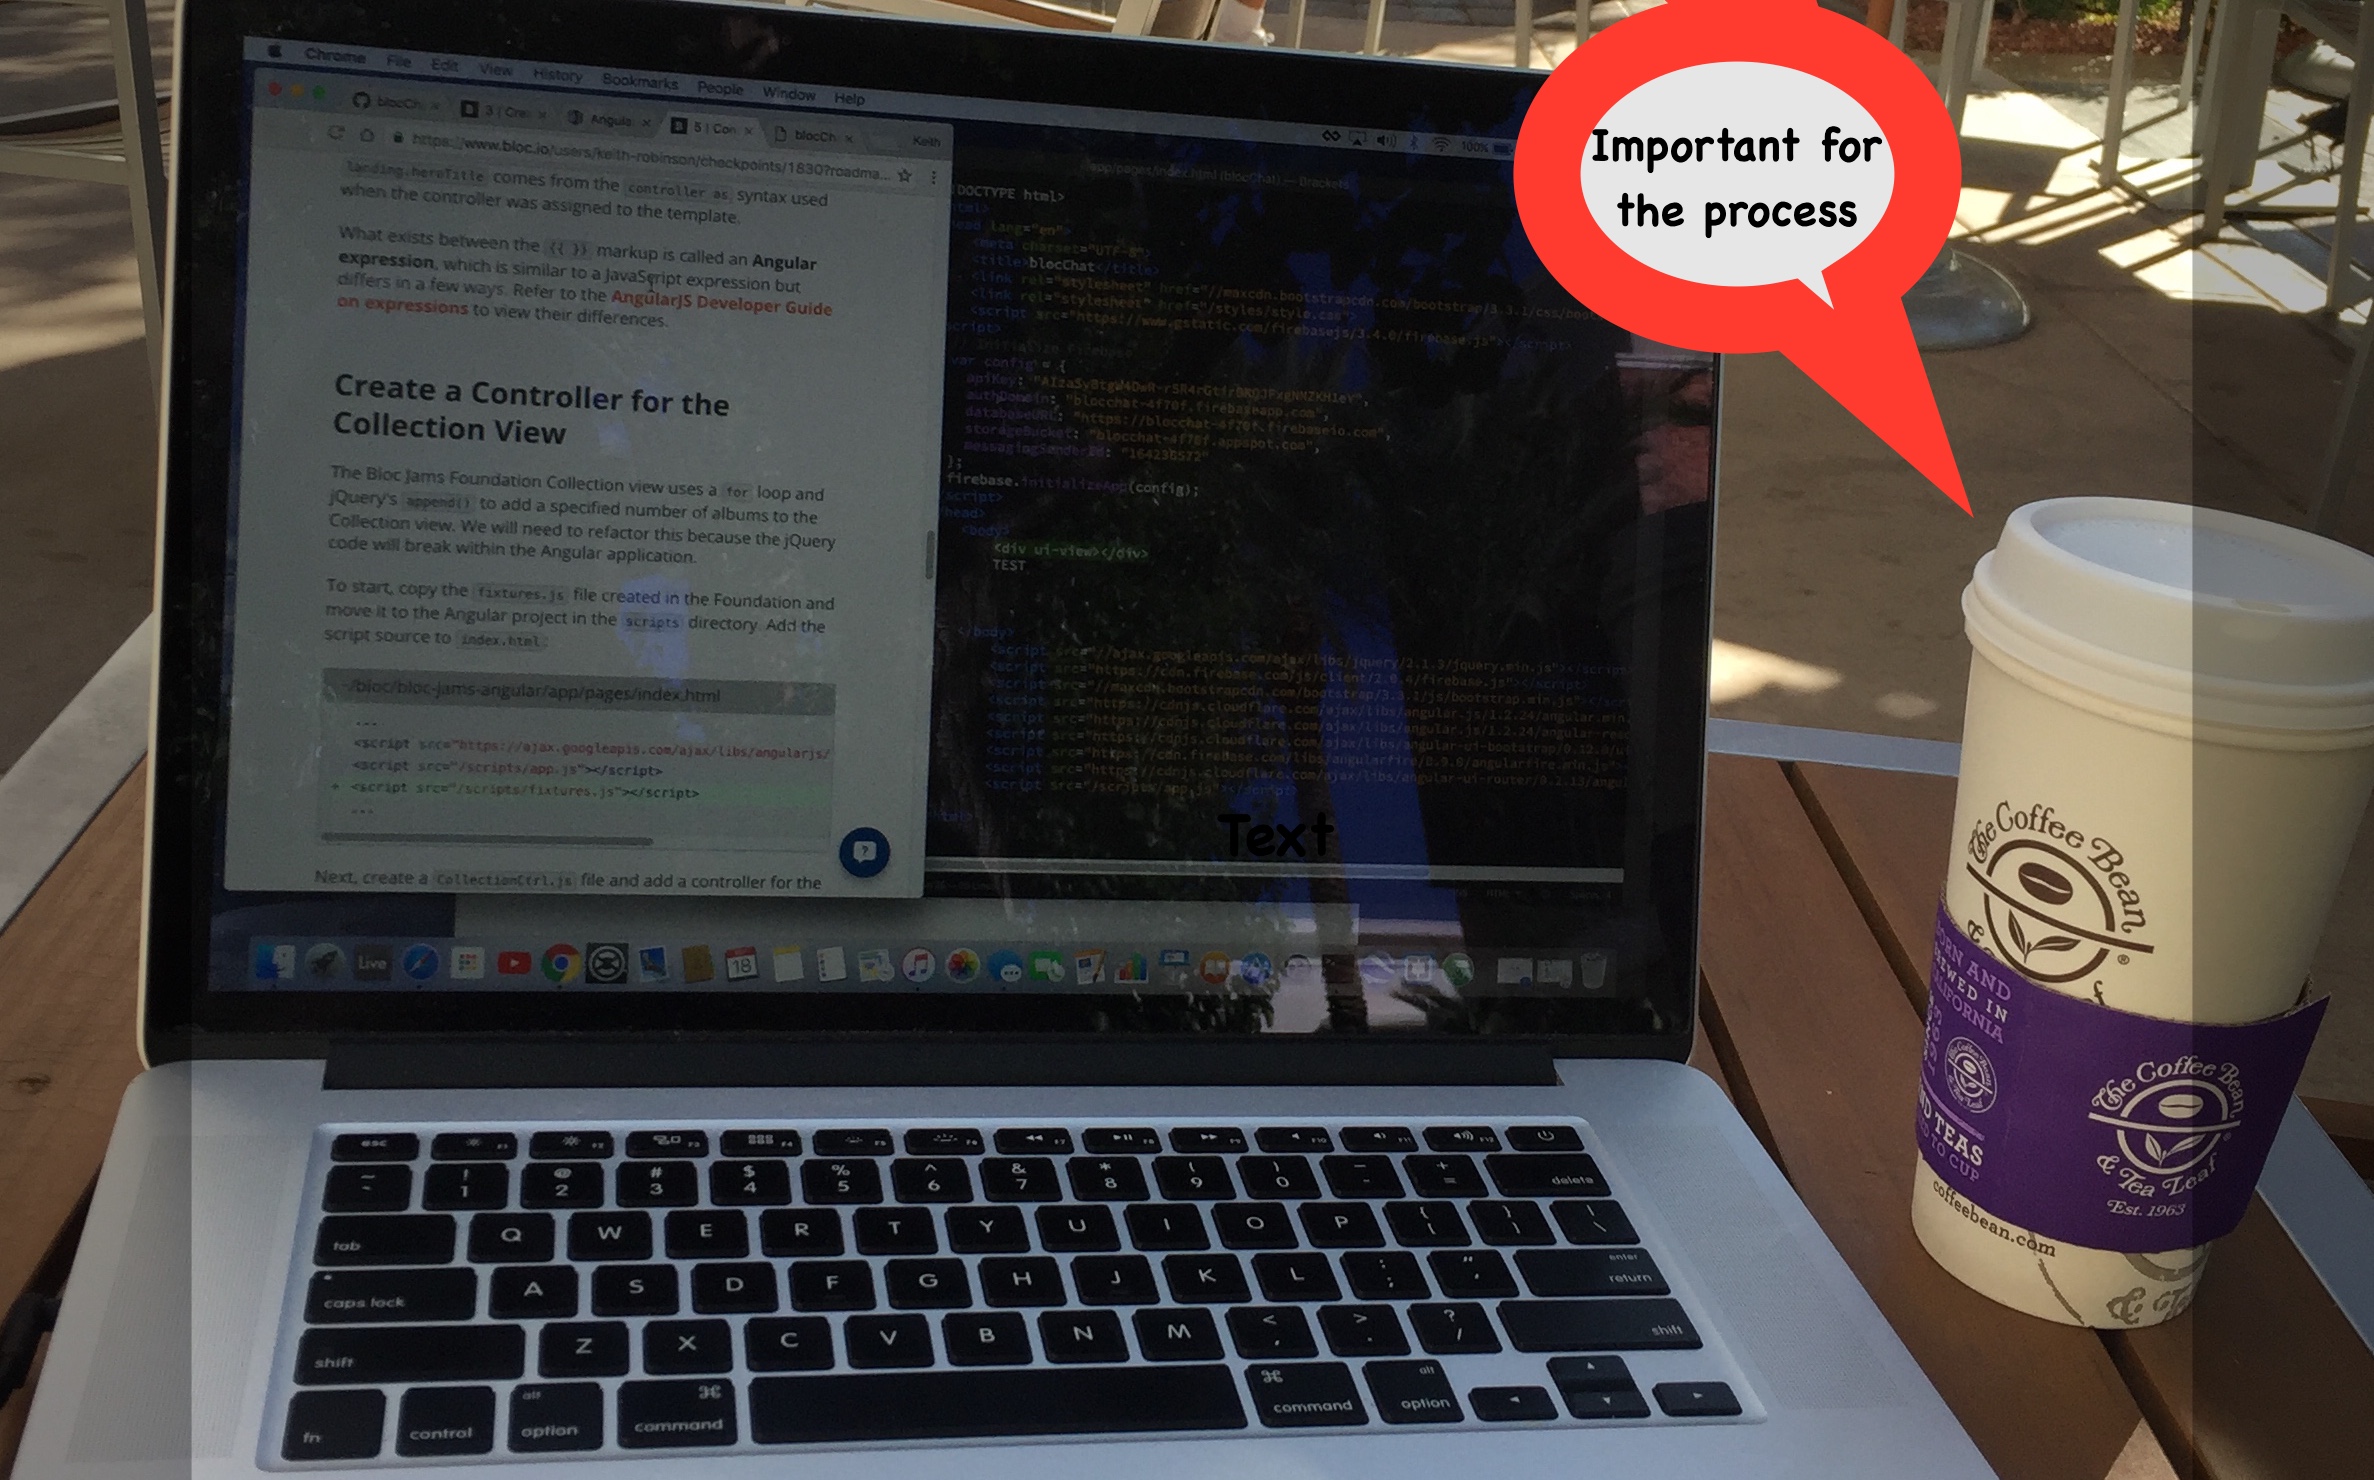 Chrome File Edit View History Bookmarks People Window Help
blocCh
3 | Cre
Angula
5 | Con
blocCh
Keith
100%
https://www.bloc.io/users/keith-robinson/checkpoints/1830?roadma...
landing.heroTitle comes from the controller as syntax used
when the controller was assigned to the template.
What exists between the {{ }} markup is called an Angular
expression, which is similar to a JavaScript expression but
differs in a few ways. Refer to the AngularJS Developer Guide
on expressions to view their differences.
Create a Controller for the
Collection View
The Bloc Jams Foundation Collection view uses a for loop and
jQuery's append() to add a specified number of albums to the
Collection view. We will need to refactor this because the jQuery
code will break within the Angular application.
To start, copy the fixtures.js file created in the Foundation and
move it to the Angular project in the scripts directory. Add the
script source to index.html:
~/bloc/bloc-jams-angular/app/pages/index.html
...
<script src="https://ajax.googleapis.com/ajax/libs/angularjs/
<script src="/scripts/app.js"></script>
+ <script src="/scripts/fixtures.js"></script>
...
Next, create a CollectionCtrl.js file and add a controller for the
app/pages/index.html (blocChat) — Brackets
DOCTYPE html>
html>
head lang="en">
<meta charset="UTF-8">
<title>blocChat</title>
<link rel="stylesheet" href="//maxcdn.bootstrapcdn.com/bootstrap/3.3.1/css/boo
<link rel="stylesheet" href="/styles/style.css">
<script src="https://www.gstatic.com/firebasejs/3.4.0/firebase.js"></script>
script>
// Initialize Firebase
var config = {
apiKey:
authDomain: "blocchat-4f70f.firebaseapp.com",
databaseURL: "https://blocchat-4f70f.firebaseio.com",
storageBucket: "blocchat-4f70f.appspot.com",
messagingSenderId:
};
firebase.initializeApp(config);
/script>
head>
<body>
<div ui-view></div>
TEST
</body>
<script src="//ajax.googleapis.com/ajax/libs/jquery/2.1.3/jquery.min.js"></script
<script src="https://cdn.firebase.com/js/client/2.0.4/firebase.js"></script>
<script src="//maxcdn.bootstrapcdn.com/bootstrap/3.3.1/js/bootstrap.min.js"></scr
<script src="https://cdnjs.cloudflare.com/ajax/libs/angular.js/1.2.24/angular.min.
<script src="https://cdnjs.cloudflare.com/ajax/libs/angular.js/1.2.24/angular-res
<script src="https://cdnjs.cloudflare.com/ajax/libs/angular-ui-bootstrap/0.12.0/ui
<script src="https://cdn.firebase.com/libs/angularfire/0.9.0/angularfire.min.js">
<script src="https://cdnjs.cloudflare.com/ajax/libs/angular-ui-router/0.2.13/angul
<script src="/scripts/app.js"></script>
html>
Text
Live
18
Important for
the process
The Coffee Bean
&
®
BORN AND
BREWED IN
CALIFORNIA
1963
TEAS
TO CUP
The Coffee Bean
& Tea Leaf
®
Est. 1963
coffeebean.com
esc F1 F2 F3 F4 F5 F6 F7 F8 F9 F10 F11 F12
~ ! @ # $ % ^ & * ( ) _ +
1 2 3 4 5 6 7 8 9 0 - = delete
tab Q W E R T Y U I O P { [ } ] | \
caps lock A S D F G H J K L : ; " ' enter return
shift Z X C V B N M < , > . ? / shift
fn control alt option ⌘ command ⌘ command alt option